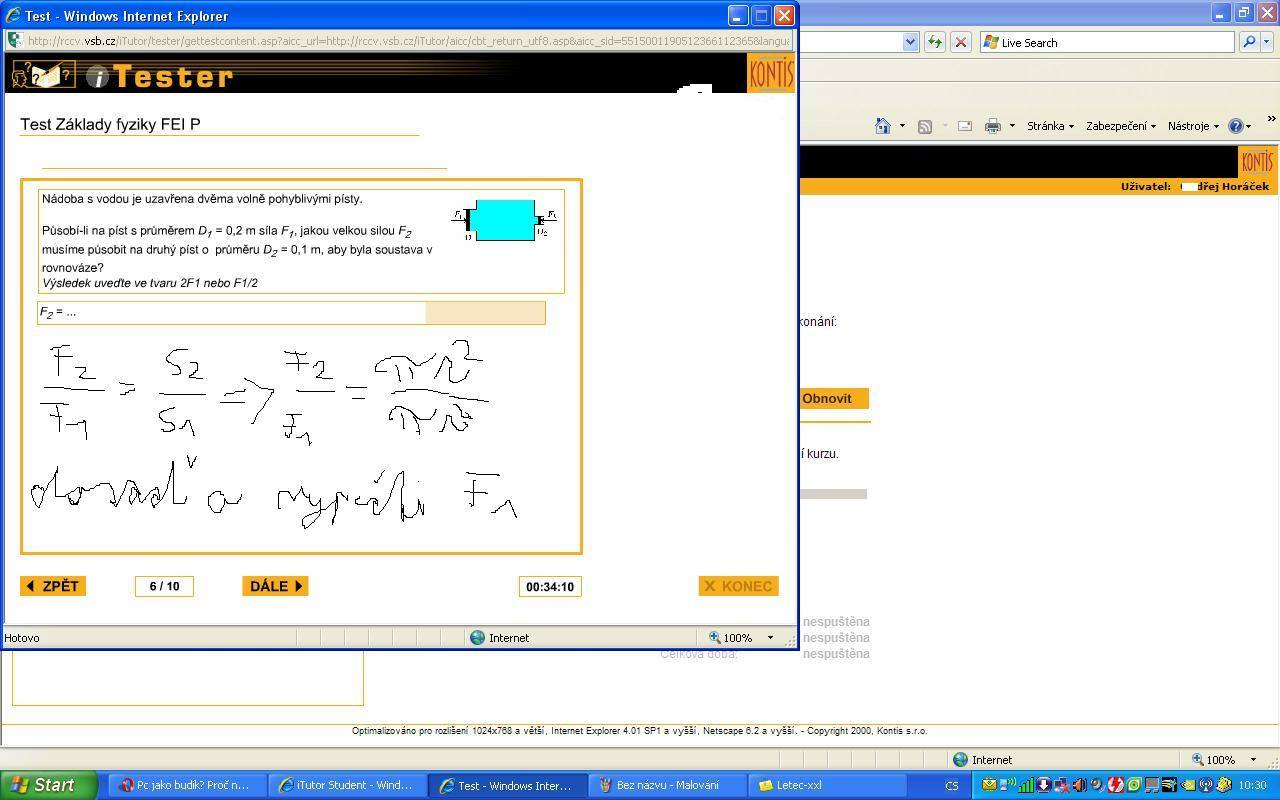 Test - Windows Internet Explorer
http://rccv.vsb.cz/iTutor/tester/gettestcontent.asp?aicc_url=http://rccv.vsb.cz/iTutor/aicc/cbt_return_utf8.asp&aicc_sid=55150011905123661 12365&langua
i Tester
KONTIS
Live Search
Stránka
Zabezpečení
Nástroje
»
KONTIS
Test Základy fyziky FEI P
Uživatel: Ondřej Horáček
Nádoba s vodou je uzavřena dvěma volně pohyblivými písty.
Působí-li na píst s průměrem D1 = 0,2 m síla F1, jakou velkou silou F2
musíme působit na druhý píst o průměru D2 = 0,1 m, aby byla soustava v
rovnováze?
Výsledek uveďte ve tvaru 2F1 nebo F1/2
F2 = ...
konání:
F2/F1 = S2/S1 => F2/F1 = πr²/πr²
Obnovit
í kurzu.
dosaď a vypočti F1
ZPĚT
6 / 10
DÁLE
00:34:10
KONEC
nespuštěna
nespuštěna
Celková doba: nespuštěna
Hotovo
Internet
100%
Optimalizováno pro rozlišení 1024x768 a větší, Internet Explorer 4.01 SP1 a vyšší, Netscape 6.2 a vyšší. - Copyright 2000, Kontis s.r.o.
Internet
100%
Start
Pc jako budík? Proč n...
iTutor Student - Wind...
Test - Windows Inter...
Bez názvu - Malování
Letec-xxl
CS
10:30